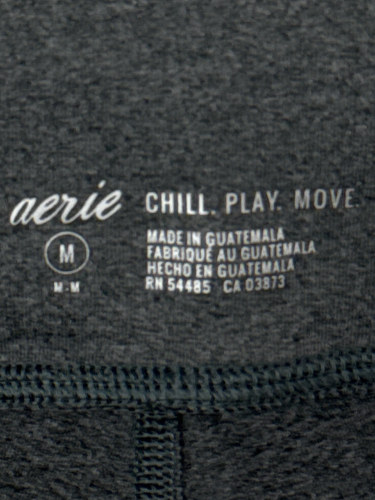 aerie CHILL. PLAY. MOVE.
M
M-M
MADE IN GUATEMALA
FABRIQUÉ AU GUATEMALA
HECHO EN GUATEMALA
RN 54485 CA 03873